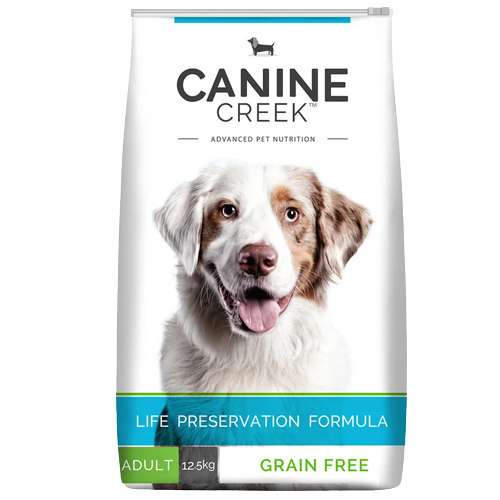 CANINE
CREEK™
ADVANCED PET NUTRITION
LIFE PRESERVATION FORMULA
ADULT 12.5kg GRAIN FREE